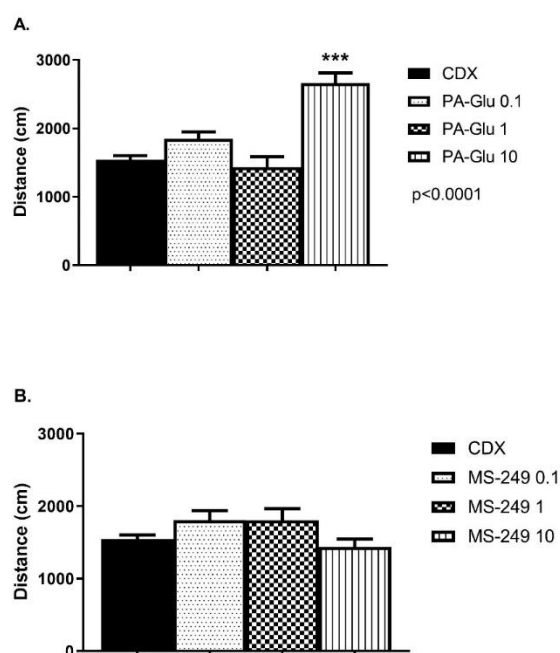 A.
***
3000
2000
1000
0
Distance (cm)
CDX
PA-Glu 0.1
PA-Glu 1
PA-Glu 10
p<0.0001
B.
3000
2000
1000
0
Distance (cm)
CDX
MS-249 0.1
MS-249 1
MS-249 10